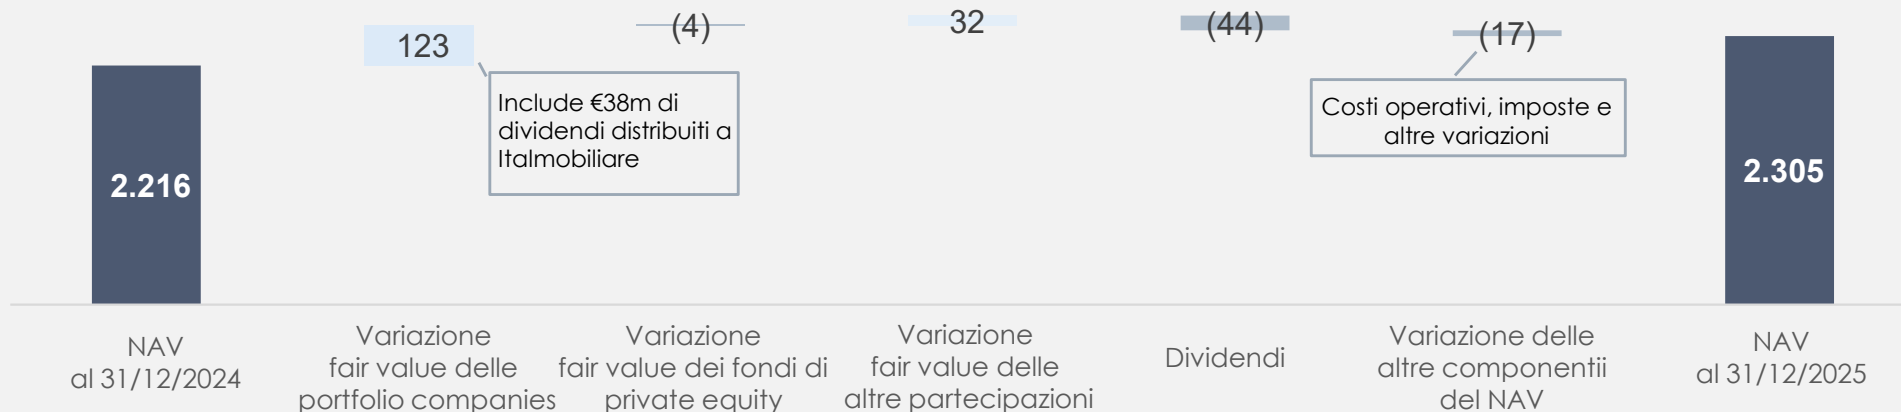 123
(4)
32
(44)
(17)
Include €38m di
dividendi distribuiti a
Italmobiliare
Costi operativi, imposte e
altre variazioni
2.216
2.305
NAV
al 31/12/2024
Variazione
fair value delle
portfolio companies
Variazione
fair value dei fondi di
private equity
Variazione
fair value delle
altre partecipazioni
Dividendi
Variazione delle
altre componentii
del NAV
NAV
al 31/12/2025